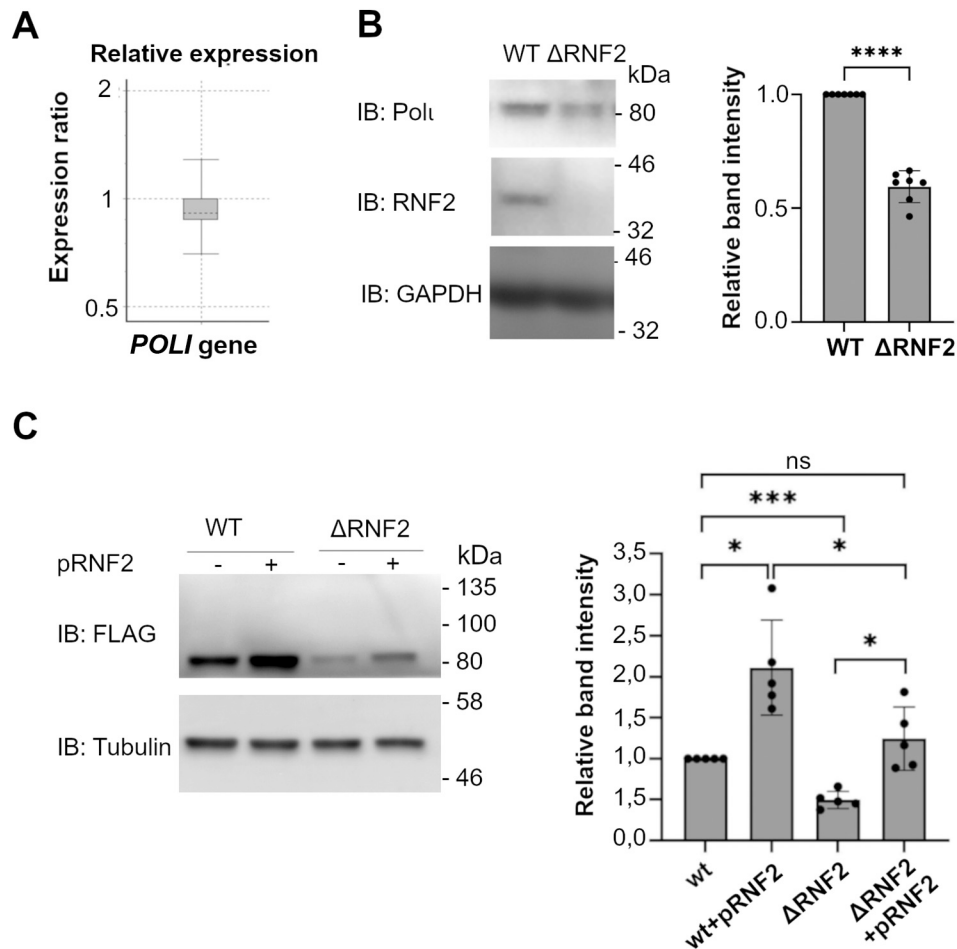 A
Relative expression
Expression ratio
2
1
0.5
POLI gene
B
WT ΔRNF2
kDa
IB: Polι
- 80
- 46
IB: RNF2
- 32
- 46
IB: GAPDH
- 32
Relative band intensity
****
1.0
0.5
0.0
WT ΔRNF2
C
WT ΔRNF2
pRNF2 - + - +
kDa
- 135
- 100
IB: FLAG
- 80
- 58
IB: Tubulin
- 46
Relative band intensity
ns
***
* *
*
3,5
3,0
2,5
2,0
1,5
1,0
1,5
0,0
wt
wt+pRNF2
ΔRNF2
ΔRNF2
+pRNF2